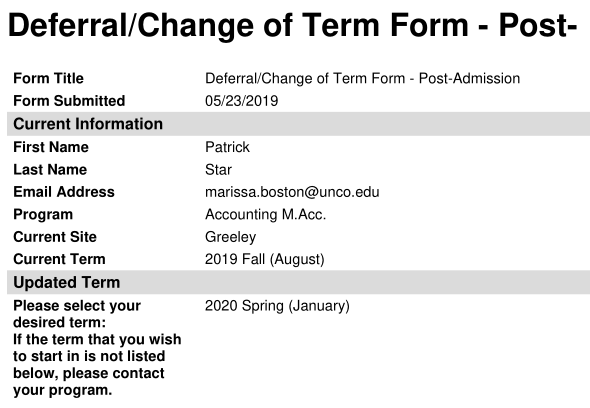 Deferral/Change of Term Form - Post-
Form Title Deferral/Change of Term Form - Post-Admission
Form Submitted 05/23/2019
Current Information
First Name Patrick
Last Name Star
Email Address marissa.boston@unco.edu
Program Accounting M.Acc.
Current Site Greeley
Current Term 2019 Fall (August)
Updated Term
Please select your 2020 Spring (January)
desired term:
If the term that you wish
to start in is not listed
below, please contact
your program.